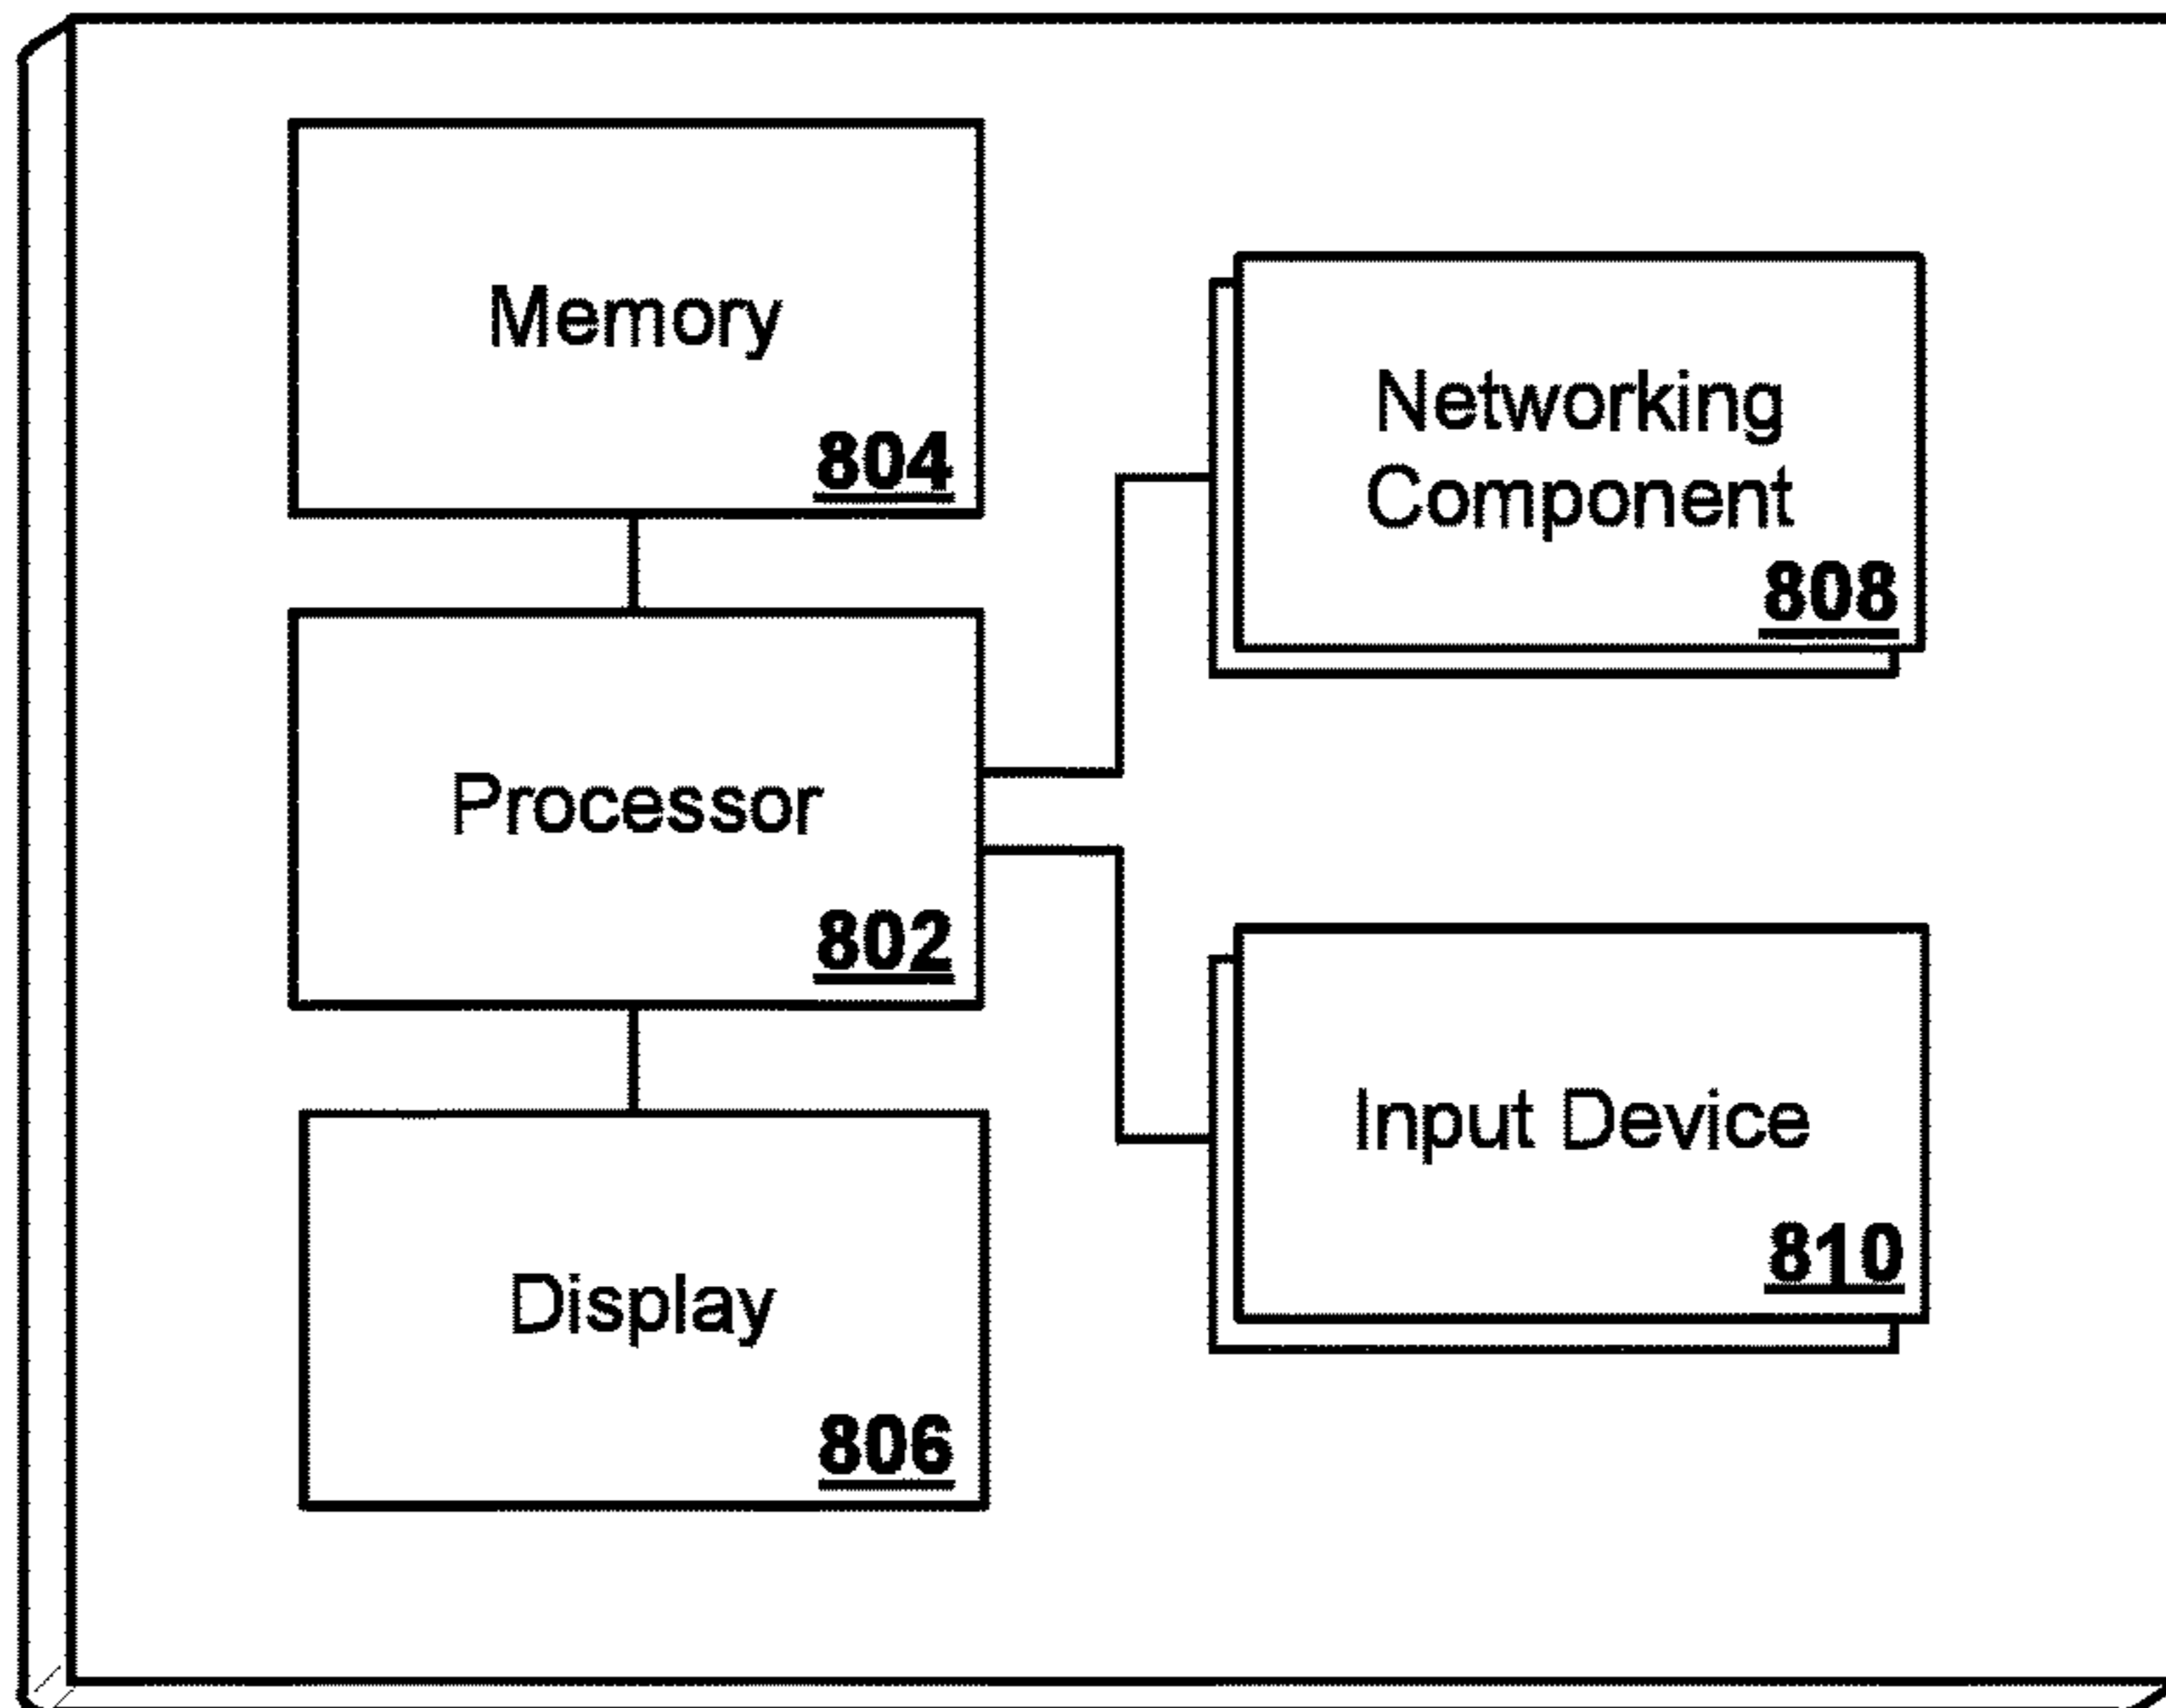 Memory
804
Networking
Component
808
Processor
802
Input Device
810
Display
806